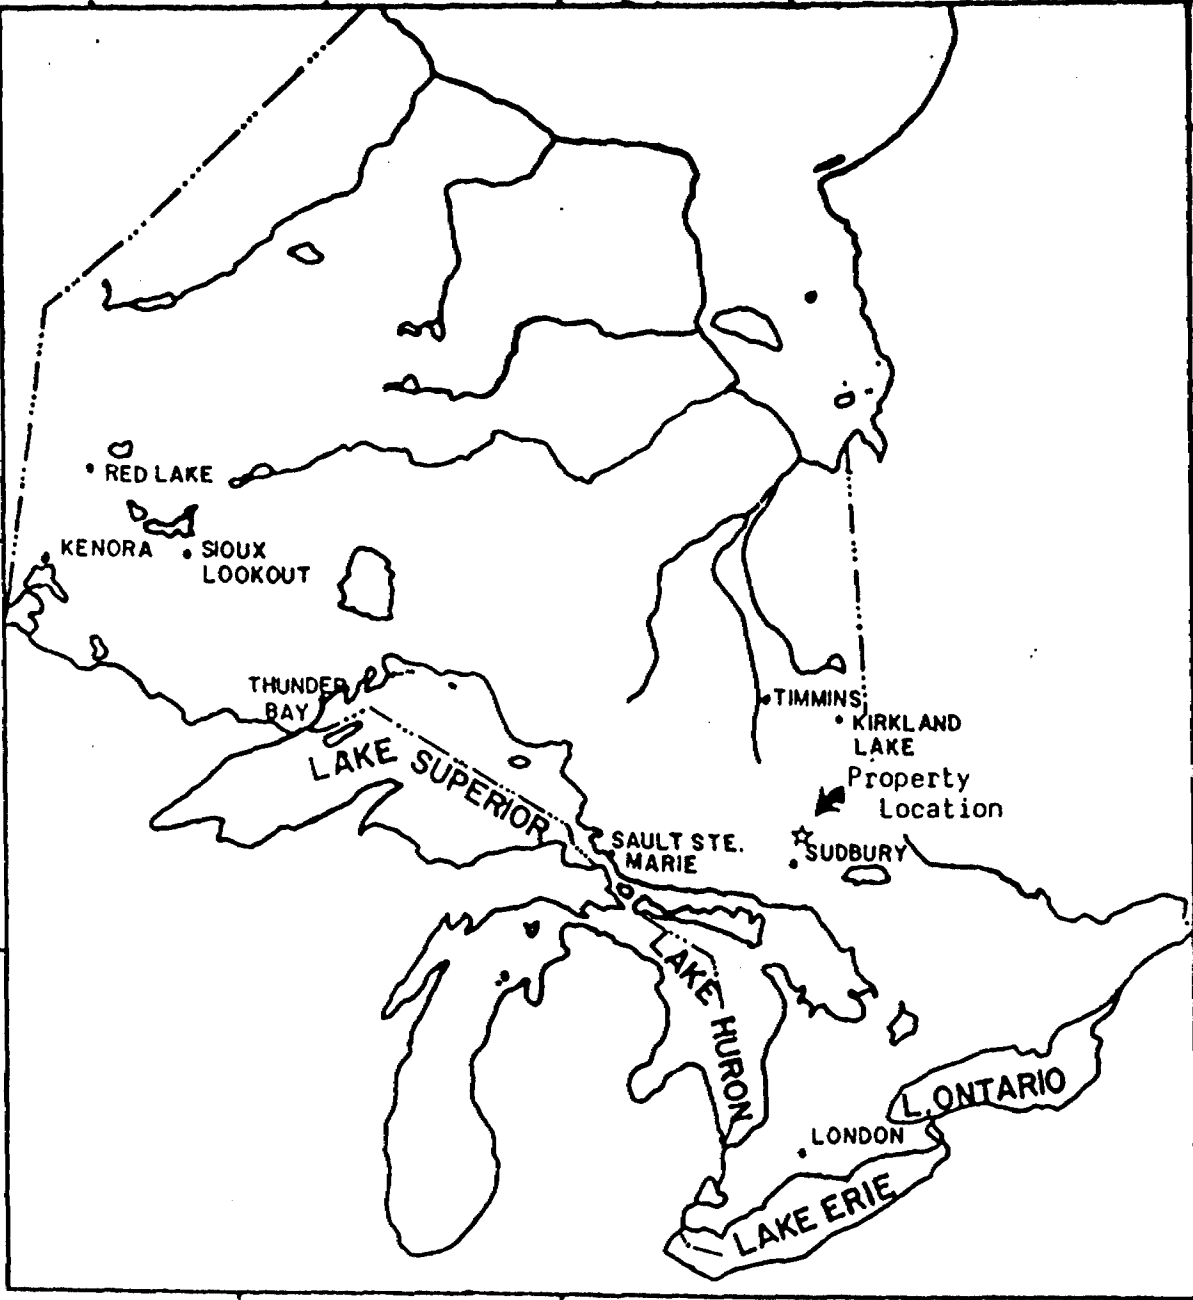 RED LAKE
KENORA
SIOUX
LOOKOUT
THUNDER
BAY
TIMMINS
KIRKLAND
LAKE
LAKE SUPERIOR
Property
Location
SAULT STE.
MARIE
SUDBURY
LAKE HURON
L. ONTARIO
LONDON
LAKE ERIE